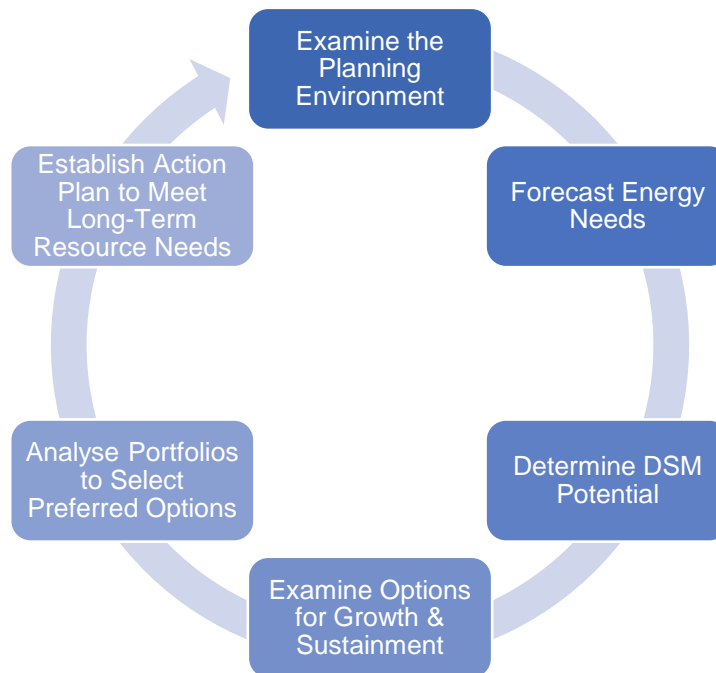 Examine the
Planning
Environment
Forecast Energy
Needs
Determine DSM
Potential
Examine Options
for Growth &
Sustainment
Analyse Portfolios
to Select
Preferred Options
Establish Action
Plan to Meet
Long-Term
Resource Needs